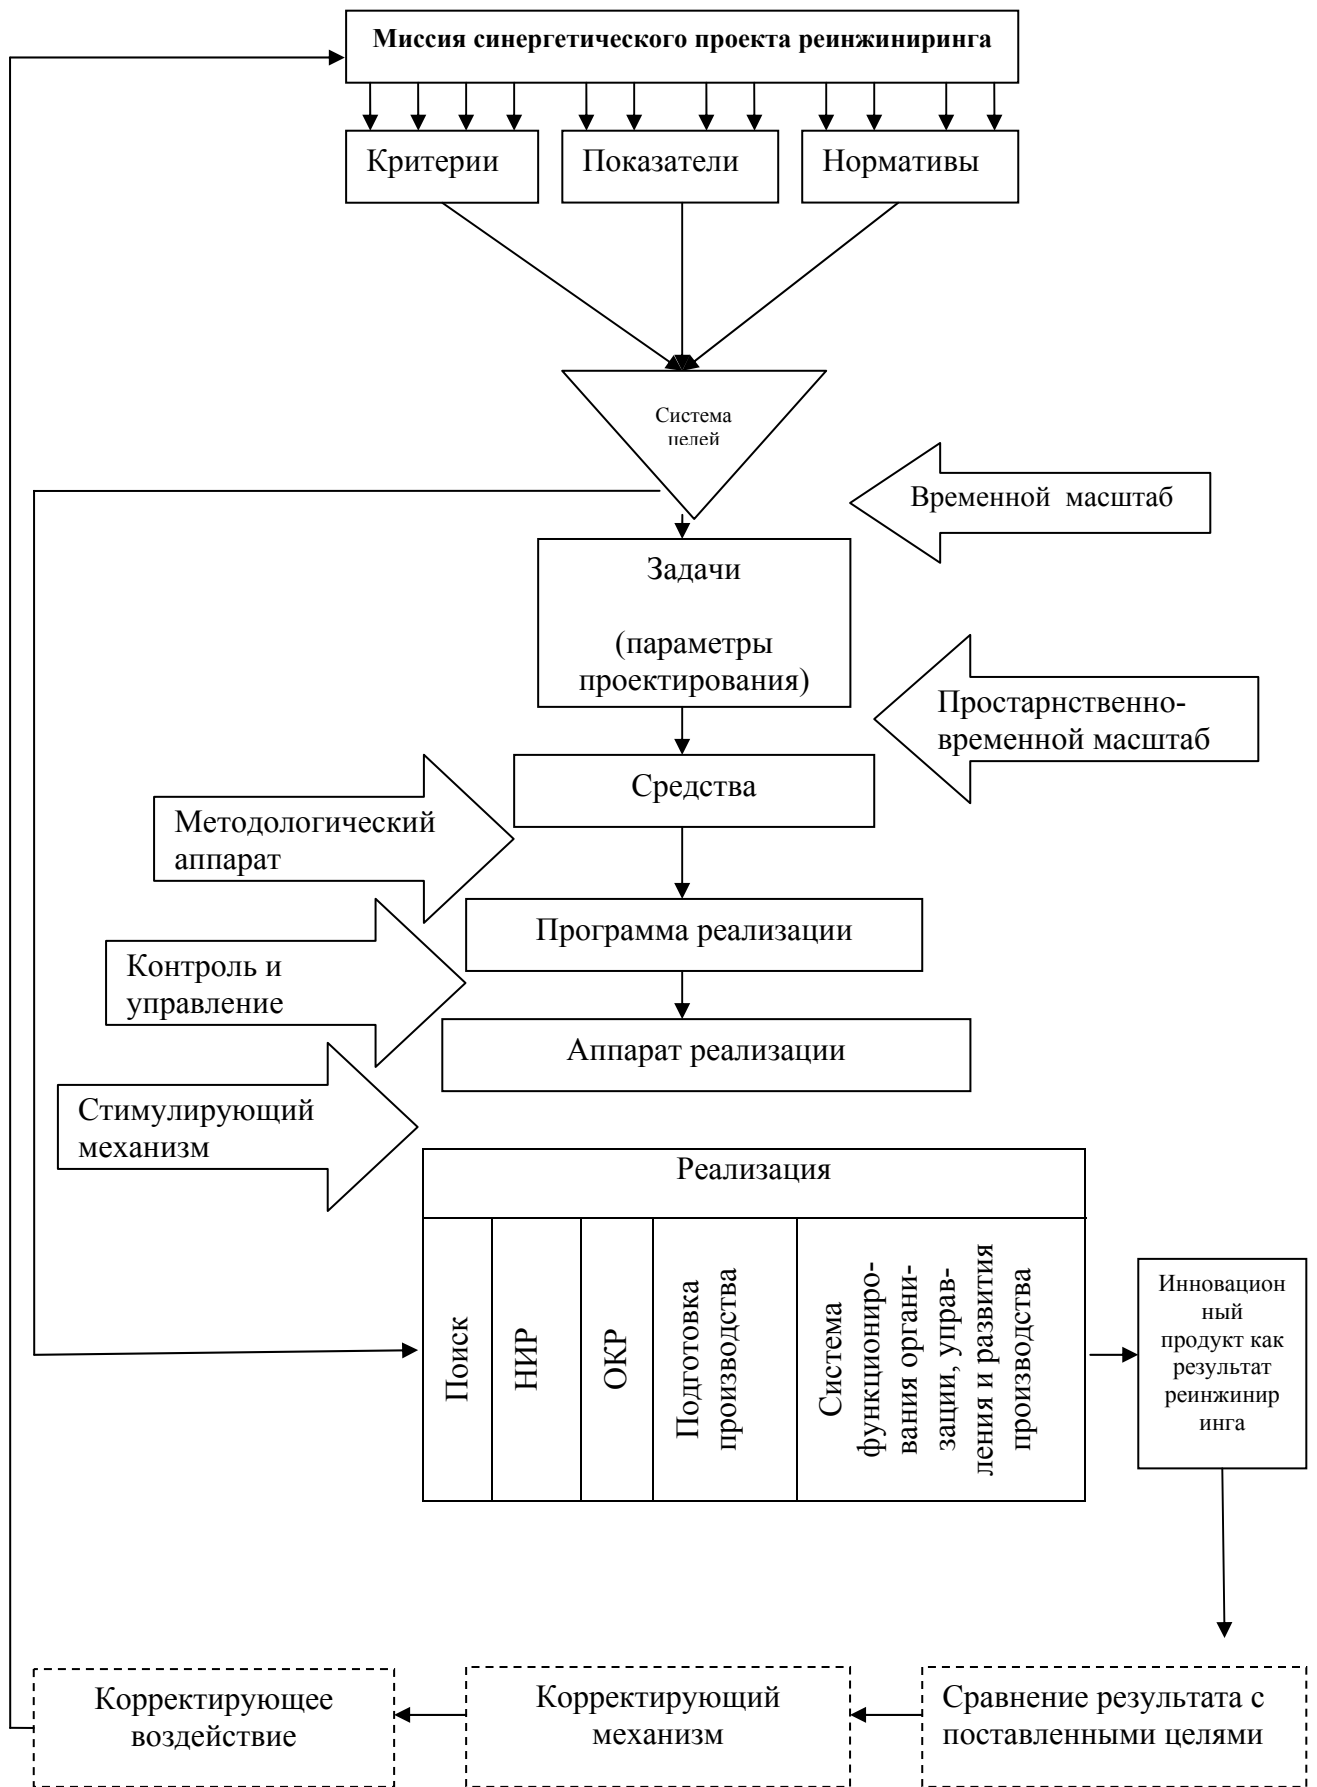 Миссия синергетического проекта реинжиниринга
Критерии
Показатели
Нормативы
Система
целей
Временной масштаб
Задачи
(параметры
проектирования)
Простарнственно-
временной масштаб
Средства
Методологический
аппарат
Программа реализации
Контроль и
управление
Аппарат реализации
Стимулирующий
механизм
Реализация
Поиск
НИР
ОКР
Подготовка
производства
Система
функциониро-
вания органи-
зации, управ-
ления и развития
производства
Инновацион
ный
продукт как
результат
реинжинир
инга
Корректирующее
воздействие
Корректирующий
механизм
Сравнение результата с
поставленными целями